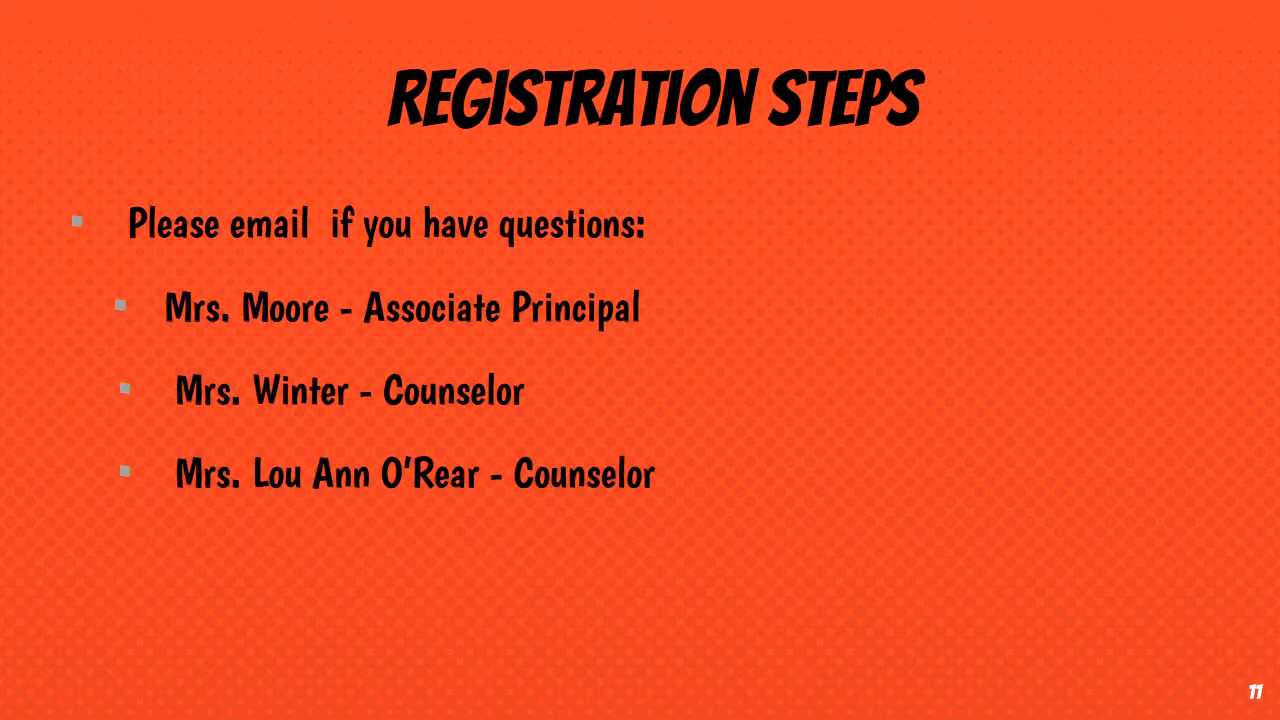 REGISTRATION STEPS
▪ Please email  if you have questions:
▪ Mrs. Moore - Associate Principal
▪ Mrs. Winter - Counselor
▪ Mrs. Lou Ann O'Rear - Counselor
11